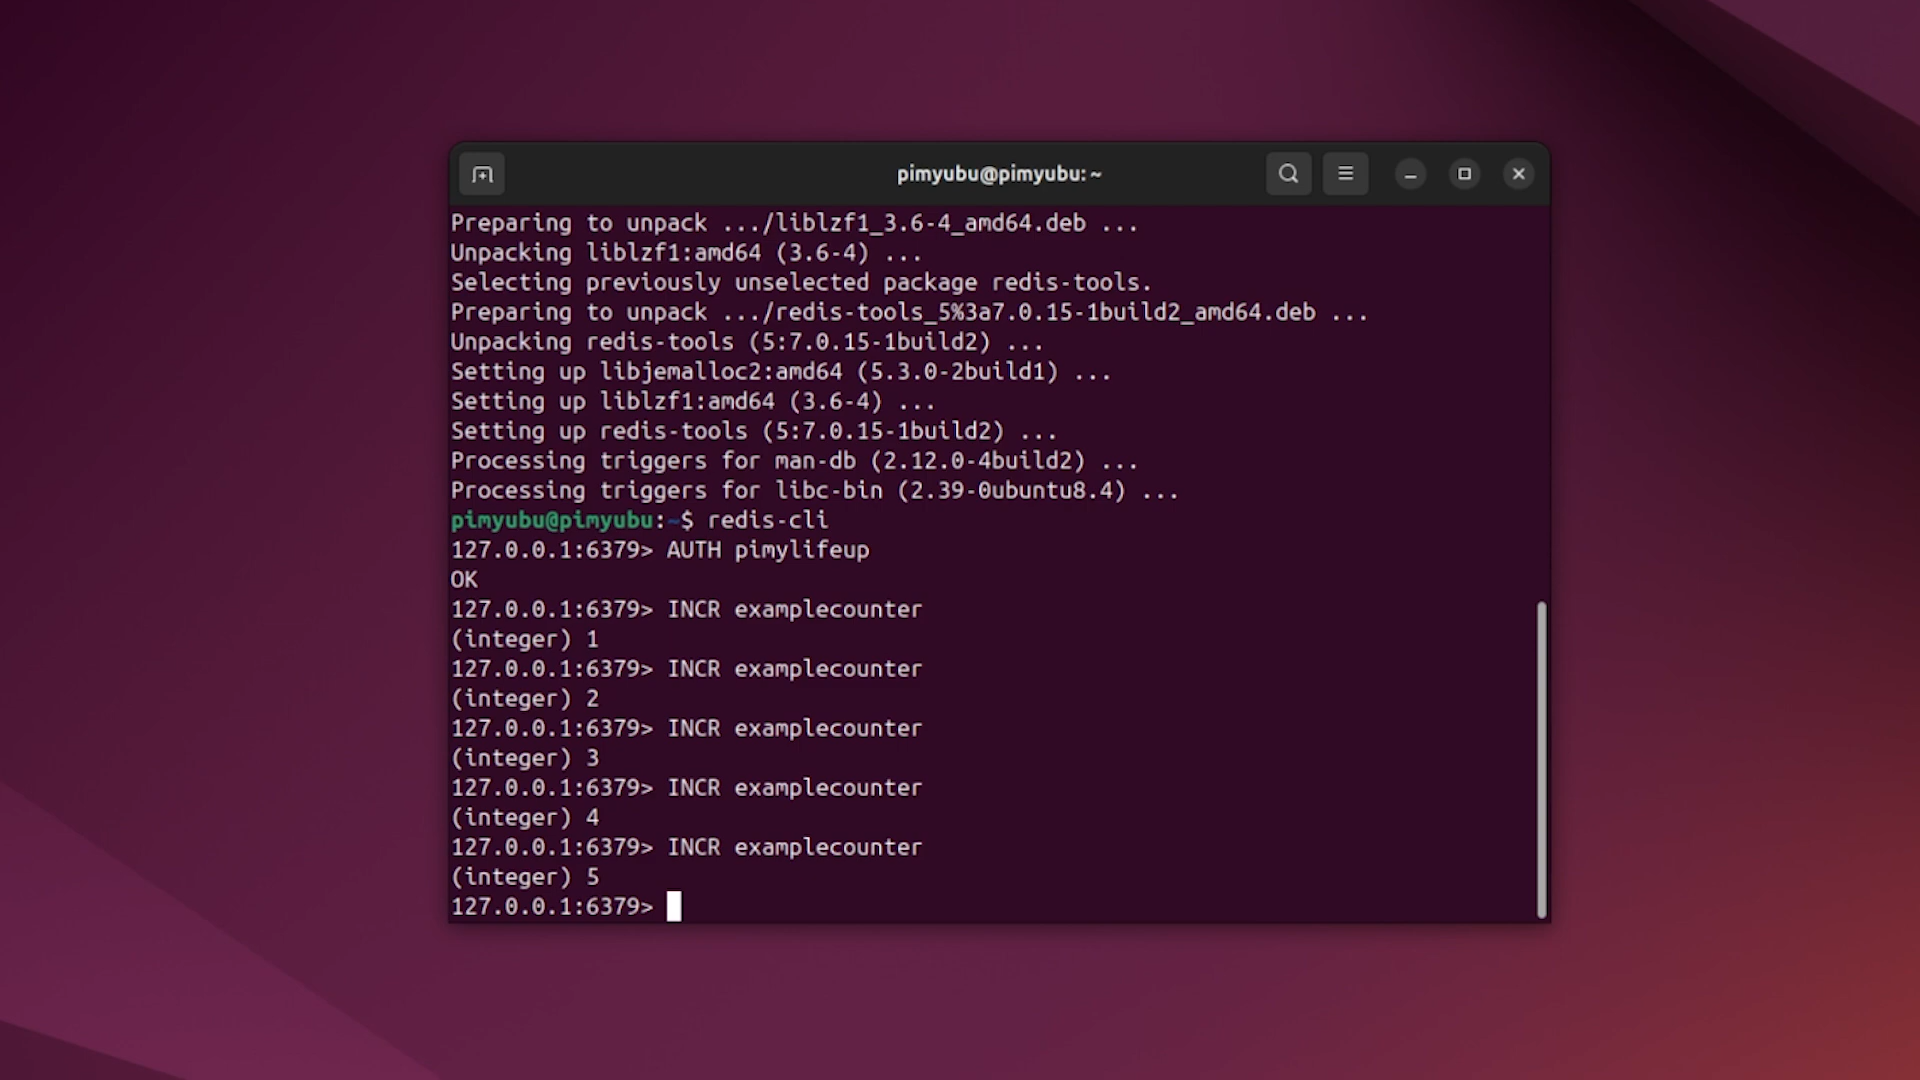 pimyubu@pimyubu: ~
Preparing to unpack .../liblzf1_3.6-4_amd64.deb ...
Unpacking liblzf1:amd64 (3.6-4) ...
Selecting previously unselected package redis-tools.
Preparing to unpack .../redis-tools_5%3a7.0.15-1build2_amd64.deb ...
Unpacking redis-tools (5:7.0.15-1build2) ...
Setting up libjemalloc2:amd64 (5.3.0-2build1) ...
Setting up liblzf1:amd64 (3.6-4) ...
Setting up redis-tools (5:7.0.15-1build2) ...
Processing triggers for man-db (2.12.0-4build2) ...
Processing triggers for libc-bin (2.39-0ubuntu8.4) ...
pimyubu@pimyubu:~$ redis-cli
127.0.0.1:6379> AUTH pimylifeup
OK
127.0.0.1:6379> INCR examplecounter
(integer) 1
127.0.0.1:6379> INCR examplecounter
(integer) 2
127.0.0.1:6379> INCR examplecounter
(integer) 3
127.0.0.1:6379> INCR examplecounter
(integer) 4
127.0.0.1:6379> INCR examplecounter
(integer) 5
127.0.0.1:6379>